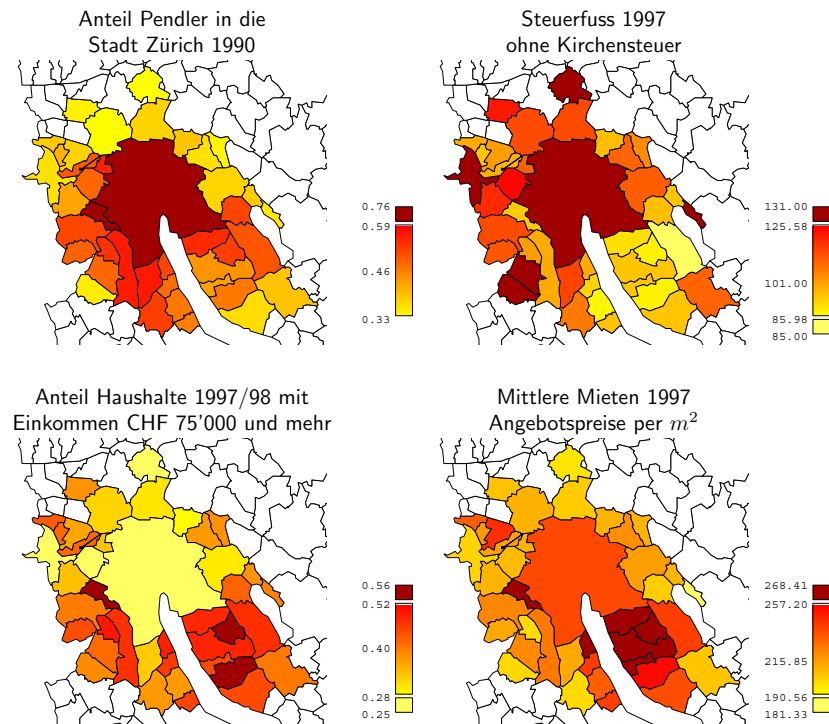 Anteil Pendler in die
Stadt Zürich 1990
0.76
0.59
0.46
0.33
Steuerfuss 1997
ohne Kirchensteuer
131.00
125.58
101.00
85.98
85.00
Anteil Haushalte 1997/98 mit
Einkommen CHF 75'000 und mehr
0.56
0.52
0.40
0.28
0.25
Mittlere Mieten 1997
Angebotspreise per m²
268.41
257.20
215.85
190.56
181.33